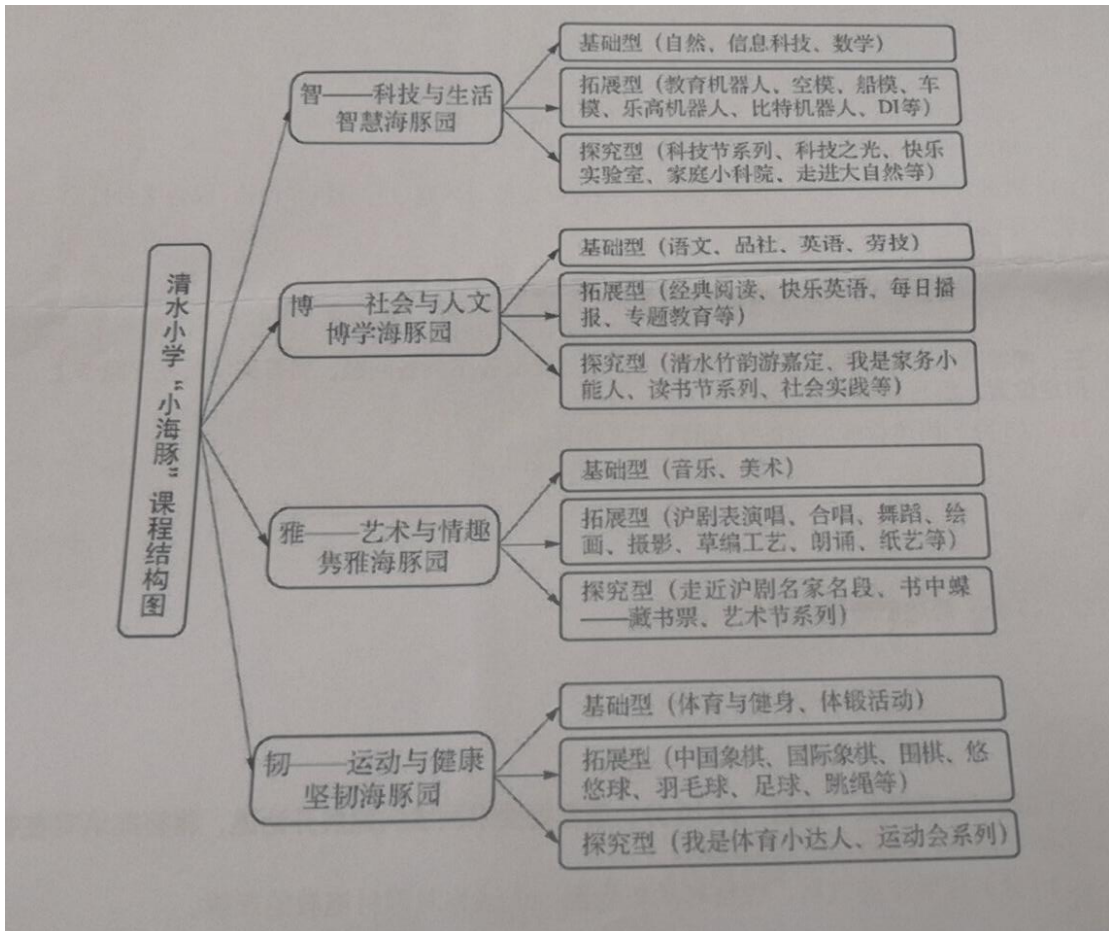 清水小学“小海豚”课程结构图
智——科技与生活
智慧海豚园
基础型（自然、信息科技、数学）
拓展型（教育机器人、空模、船模、车
模、乐高机器人、比特机器人、DI等）
探究型（科技节系列、科技之光、快乐
实验室、家庭小科院、走进大自然等）
博——社会与人文
博学海豚园
基础型（语文、品社、英语、劳技）
拓展型（经典阅读、快乐英语，每日播
报、专题教育等）
探究型（清水竹韵游嘉定、我是家务小
能人、读书节系列、社会实践等）
雅——艺术与情趣
隽雅海豚园
基础型（音乐、美术）
拓展型（沪剧表演唱、合唱、舞蹈、绘
画、摄影、草编工艺、朗诵、纸艺等）
探究型（走近沪剧名家名段、书中蝶
——藏书票、艺术节系列）
韧——运动与健康
坚韧海豚园
基础型（体育与健身、体锻活动）
拓展型（中国象棋、国际象棋、围棋、悠
悠球、羽毛球、足球、跳绳等）
探究型（我是体育小达人、运动会系列）